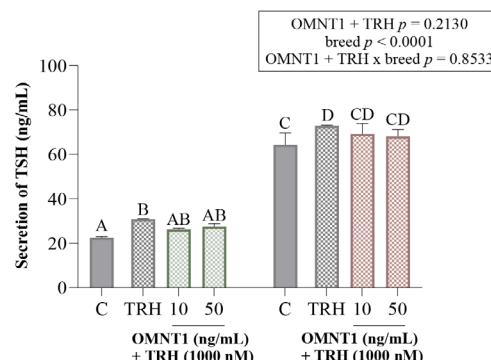 OMNT1 + TRH p = 0.2130
breed p < 0.0001
OMNT1 + TRH x breed p = 0.8533
Secretion of TSH (ng/mL)
100
80
60
40
20
0
A
B
AB
AB
C
D
CD
CD
C TRH 10 50
C TRH 10 50
OMNT1 (ng/mL)
+ TRH (1000 nM)
OMNT1 (ng/mL)
+ TRH (1000 nM)